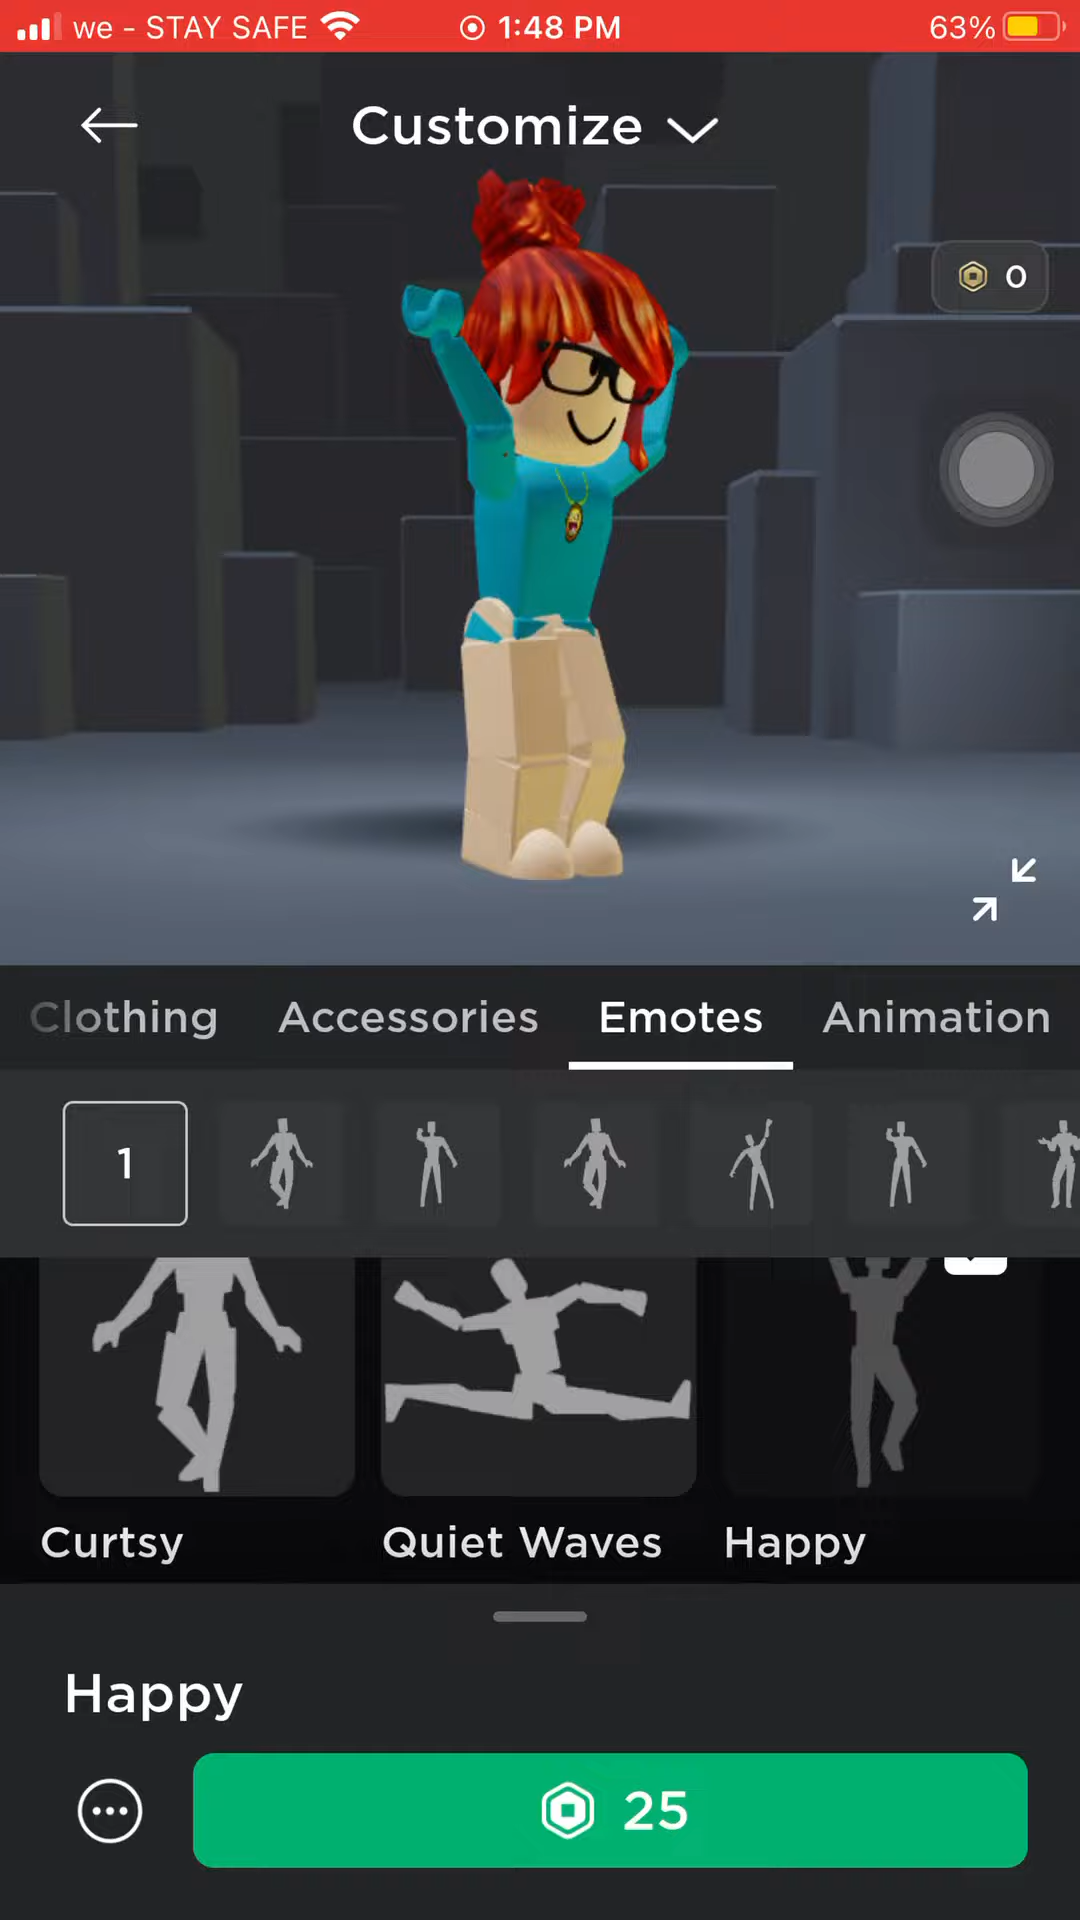 we - STAY SAFE 1:48 PM 63%
Customize
0
Clothing Accessories Emotes Animation
1
Curtsy Quiet Waves Happy
Happy
25